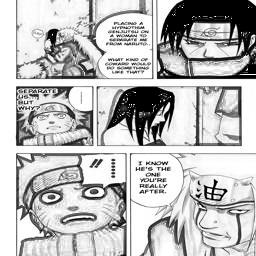 PLACING A
HYPNOTISM
GENJUTSU ON
A WOMAN TO
SEPARATE ME
FROM NARUTO..
WHAT KIND OF
COWARD WOULD
DO SOMETHING
LIKE THAT?
SEPARATE
US..
BUT
WHY?
I KNOW
HE'S THE
ONE
YOU'RE
REALLY
AFTER.
油